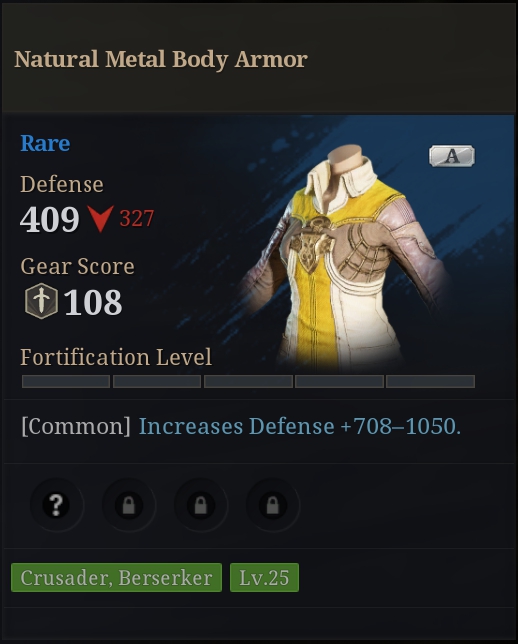 Natural Metal Body Armor
Rare
A
Defense
409 327
Gear Score
108
Fortification Level
[Common] Increases Defense +708–1050.
?
Crusader, Berserker Lv.25